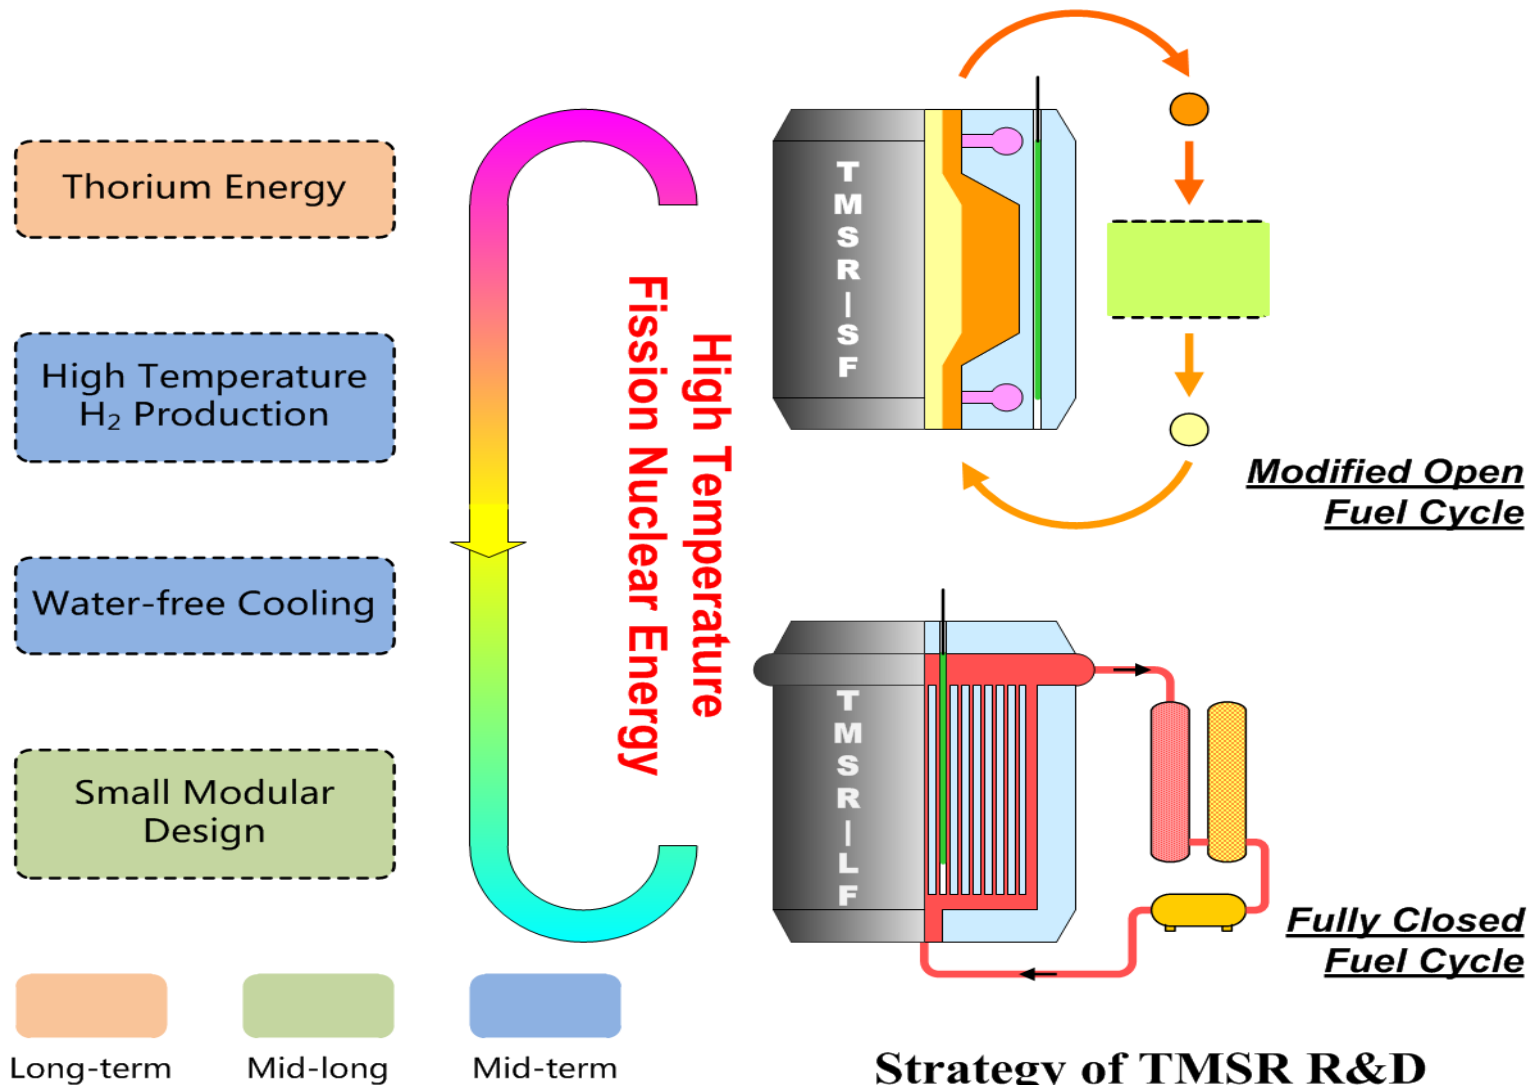 Thorium Energy
High Temperature
H₂ Production
Water-free Cooling
Small Modular
Design
Long-term
Mid-long
Mid-term
High Temperature
Fission Nuclear Energy
TMSR|SF
Modified Open
Fuel Cycle
TMSR|LF
Fully Closed
Fuel Cycle
Strategy of TMSR R&D